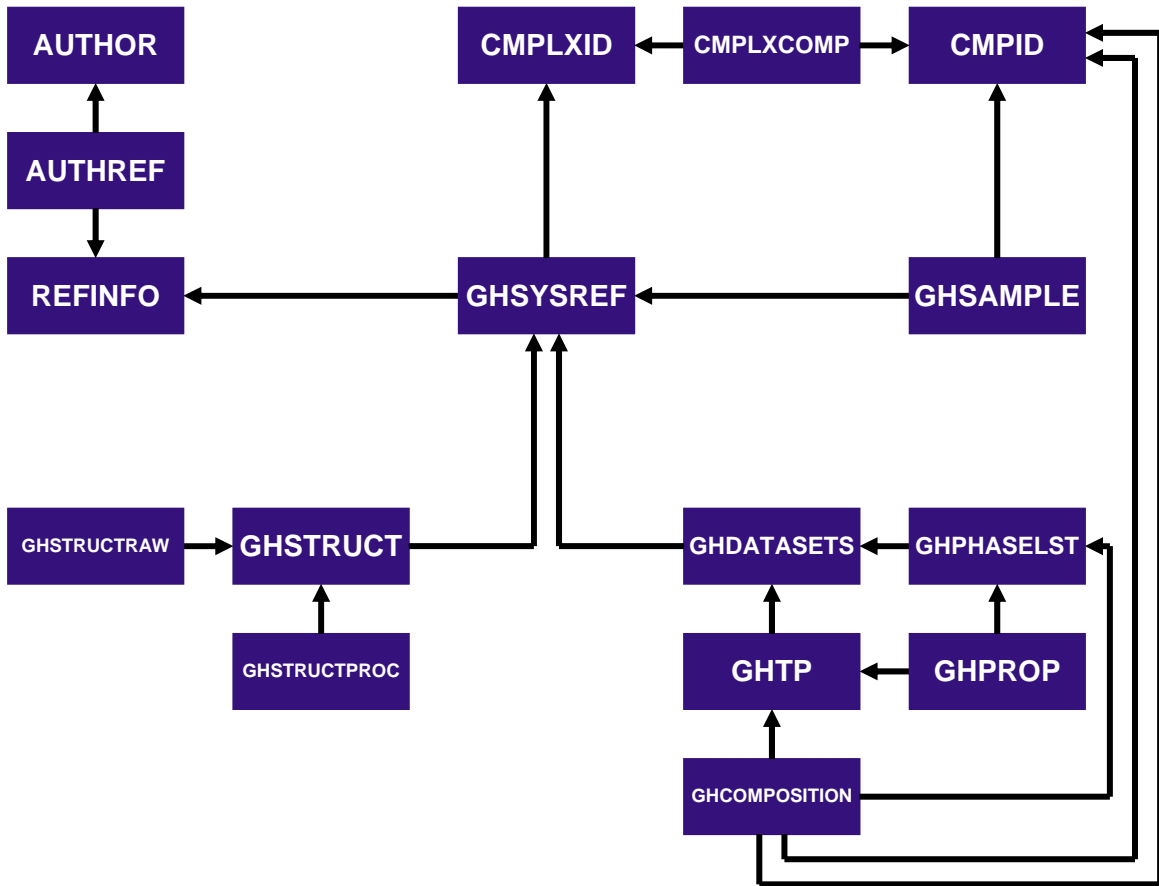 AUTHOR
CMPLXID
CMPLXCOMP
CMPID
AUTHREF
REFINFO
GHSYSREF
GHSAMPLE
GHSTRUCTRAW
GHSTRUCT
GHDATASETS
GHPHASELST
GHSTRUCTPROC
GHTP
GHPROP
GHCOMPOSITION